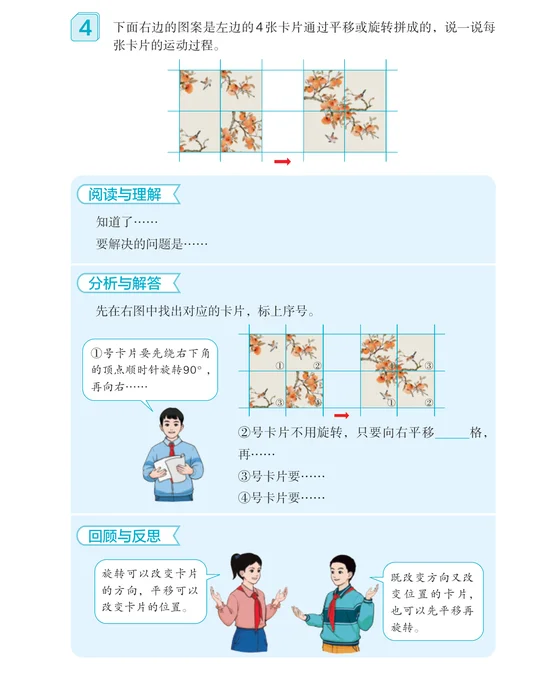 4
下面右边的图案是左边的4张卡片通过平移或旋转拼成的，说一说每
张卡片的运动过程。
阅读与理解
知道了……
要解决的问题是……
分析与解答
先在右图中找出对应的卡片，标上序号。
①号卡片要先绕右下角
的顶点顺时针旋转90°，
再向右……
① ② ④ ③
③ ④ ① ②
②号卡片不用旋转，只要向右平移_____格，
再……
③号卡片要……
④号卡片要……
回顾与反思
旋转可以改变卡片
的方向，平移可以
改变卡片的位置。
既改变方向又改
变位置的卡片，
也可以先平移再
旋转。